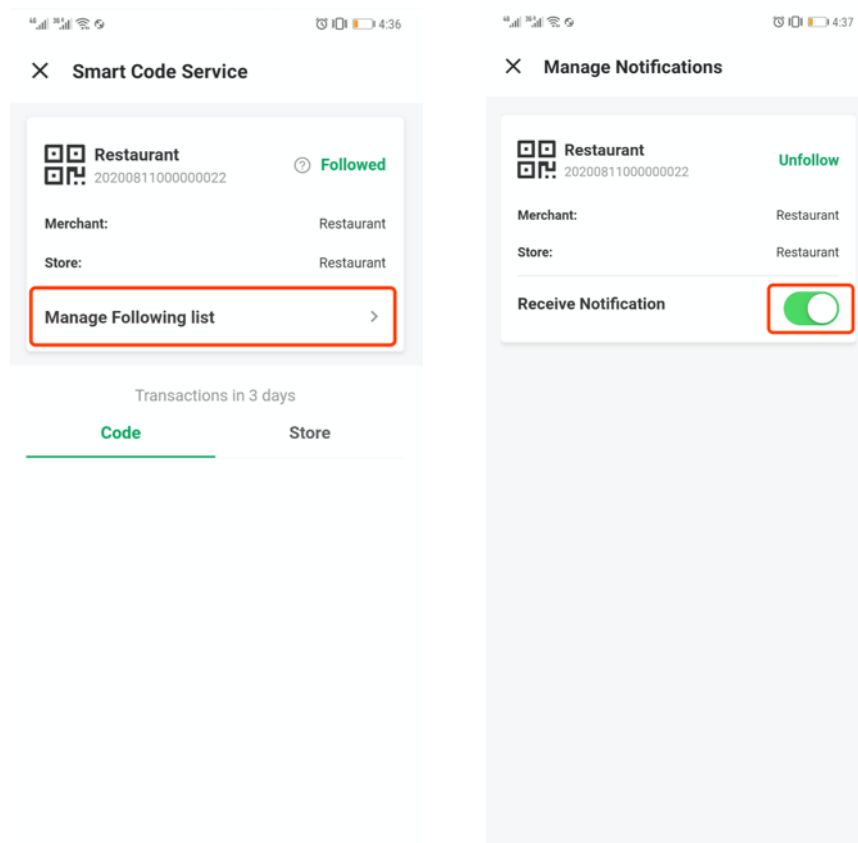 4:36
Smart Code Service
Restaurant
20200811000000022
Followed
Merchant: Restaurant
Store: Restaurant
Manage Following list
Transactions in 3 days
Code Store
4:37
Manage Notifications
Restaurant
20200811000000022
Unfollow
Merchant: Restaurant
Store: Restaurant
Receive Notification